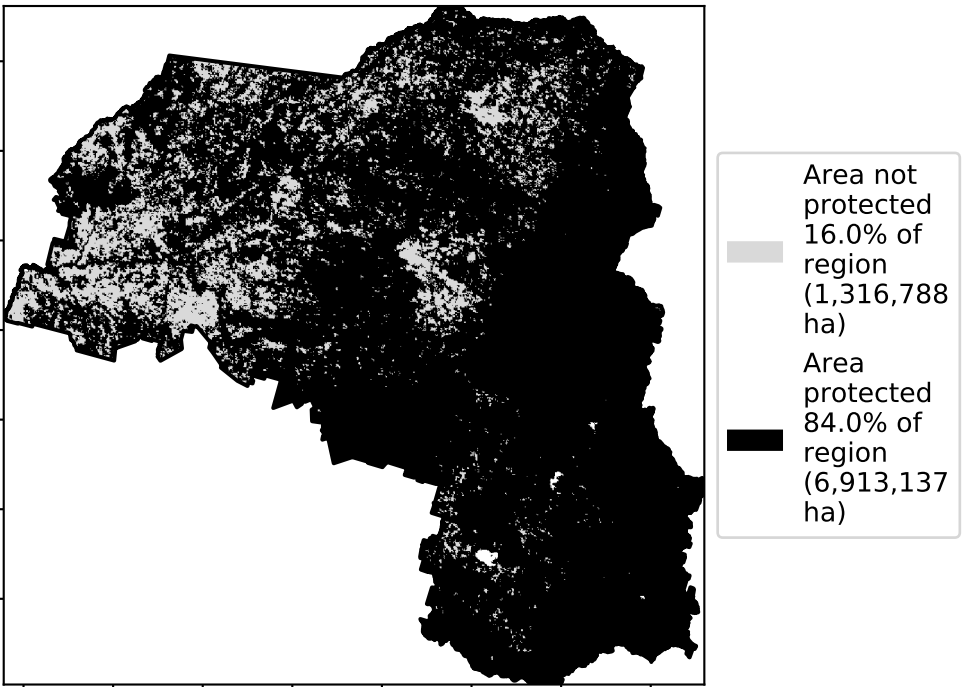 Area not
protected
16.0% of
region
(1,316,788
ha)
Area
protected
84.0% of
region
(6,913,137
ha)